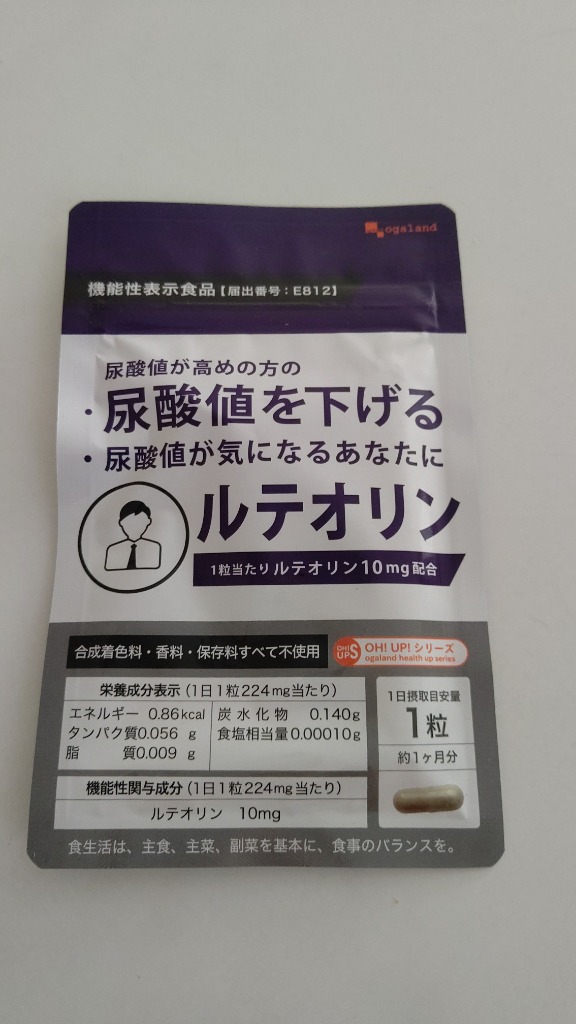 ogaland
機能性表示食品【届出番号：E812】
尿酸値が高めの方の
・尿酸値を下げる
・尿酸値が気になるあなたに
ルテオリン
1粒当たりルテオリン10mg配合
合成着色料・香料・保存料すべて不使用
OH! UP!S OH! UP! シリーズ
ogaland health up series
栄養成分表示（1日1粒224mg当たり）
エネルギー 0.86kcal 炭水化物 0.140g
タンパク質0.056 g 食塩相当量0.00010g
脂質0.009 g
機能性関与成分（1日1粒224mg当たり）
ルテオリン 10mg
1日摂取目安量
1粒
約1ヶ月分
食生活は、主食、主菜、副菜を基本に、食事のバランスを。